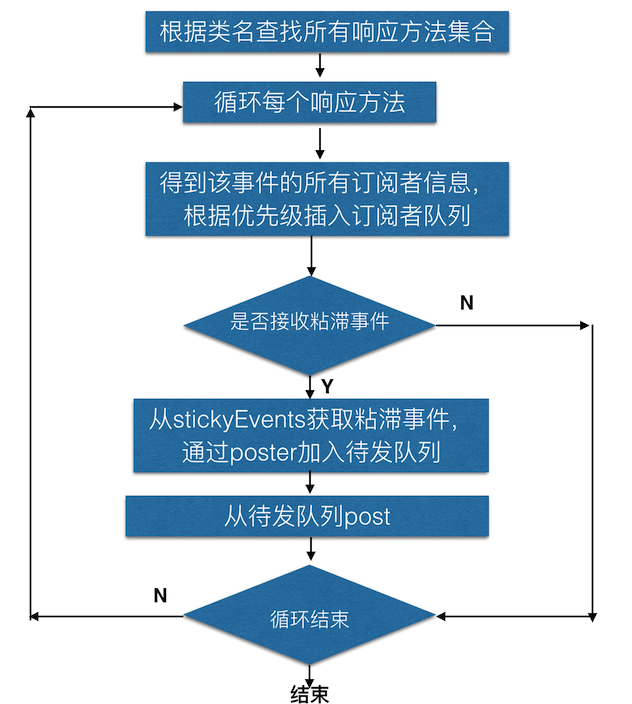 根据类名查找所有响应方法集合
循环每个响应方法
得到该事件的所有订阅者信息，
根据优先级插入订阅者队列
是否接收粘滞事件
N
Y
从stickyEvents获取粘滞事件，
通过poster加入待发队列
从待发队列post
N
循环结束
结束